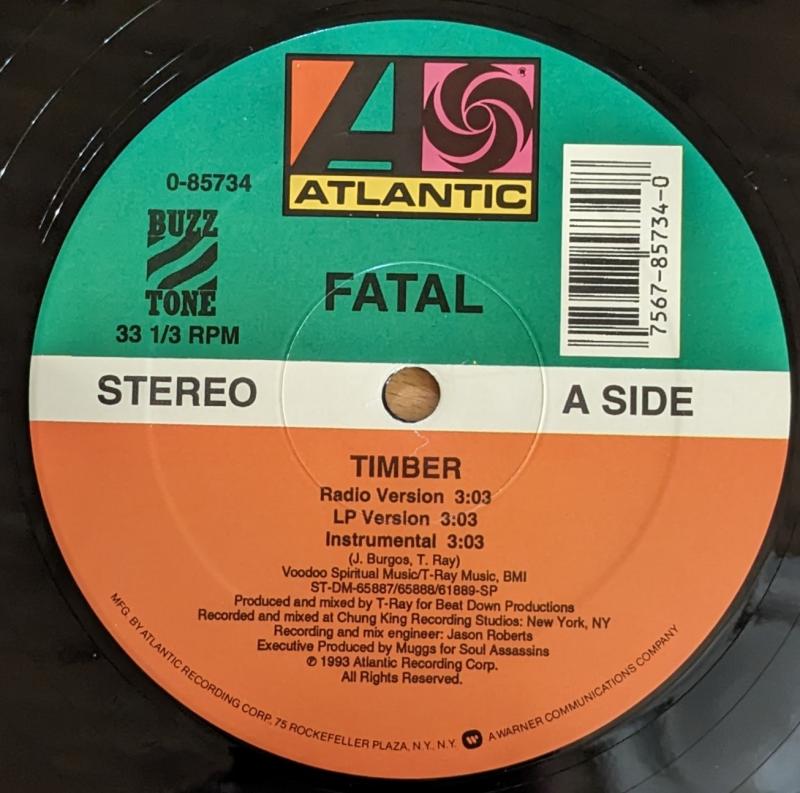 ATLANTIC
0-85734
BUZZ
TONE
33 1/3 RPM
FATAL
7567-85734-0
STEREO
A SIDE
TIMBER
Radio Version 3:03
LP Version 3:03
Instrumental 3:03
(J. Burgos, T. Ray)
Voodoo Spiritual Music/T-Ray Music, BMI
ST-DM-65887/65888/61889-SP
Produced and mixed by T-Ray for Beat Down Productions
Recorded and mixed at Chung King Recording Studios: New York, NY
Recording and mix engineer: Jason Roberts
Executive Produced by Muggs for Soul Assassins
℗ 1993 Atlantic Recording Corp.
All Rights Reserved.
MFG. BY ATLANTIC RECORDING CORP., 75 ROCKEFELLER PLAZA, N.Y., N.Y. A WARNER COMMUNICATIONS COMPANY